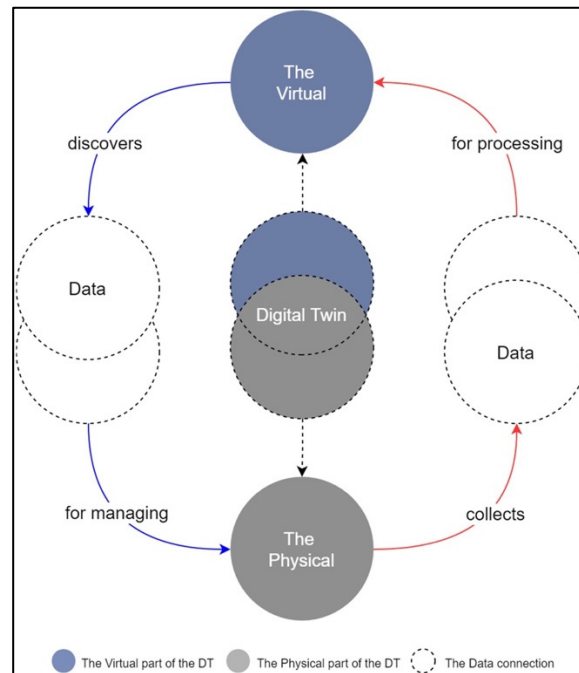 The
Virtual
discovers
for processing
Data
Digital Twin
Data
for managing
collects
The
Physical
The Virtual part of the DT
The Physical part of the DT
The Data connection